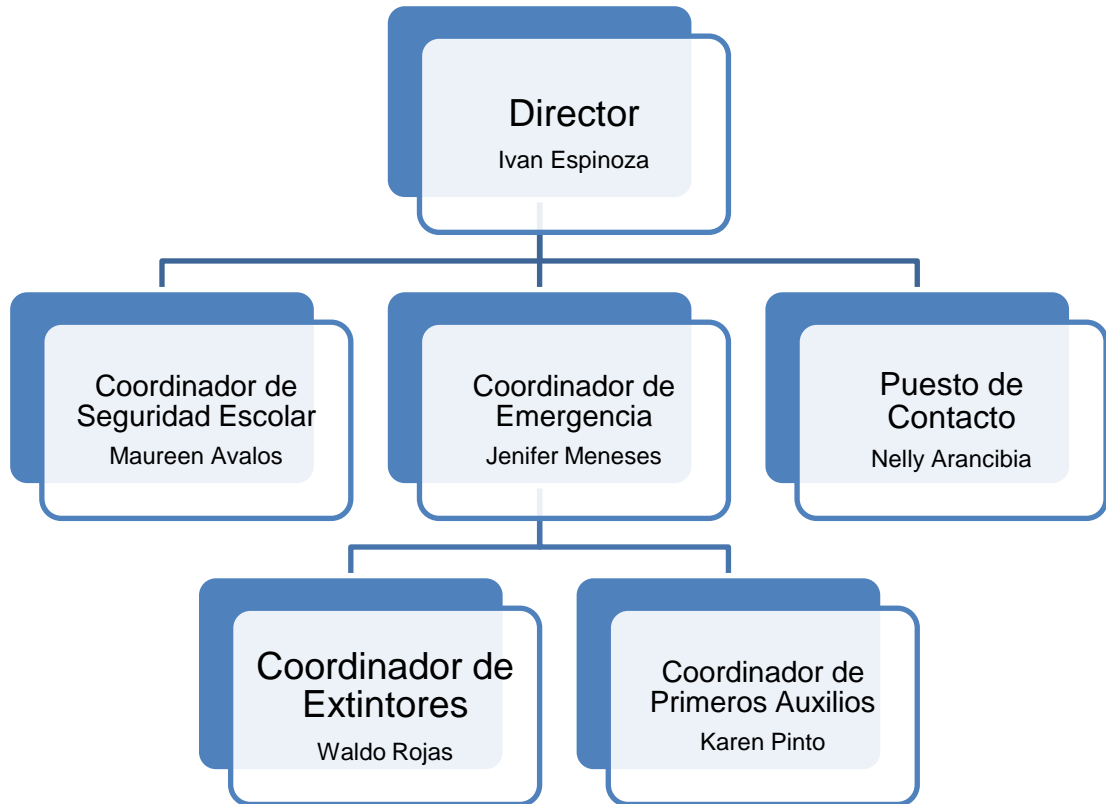 Director
Ivan Espinoza
Coordinador de
Seguridad Escolar
Maureen Avalos
Coordinador de
Emergencia
Jenifer Meneses
Puesto de
Contacto
Nelly Arancibia
Coordinador de
Extintores
Waldo Rojas
Coordinador de
Primeros Auxilios
Karen Pinto